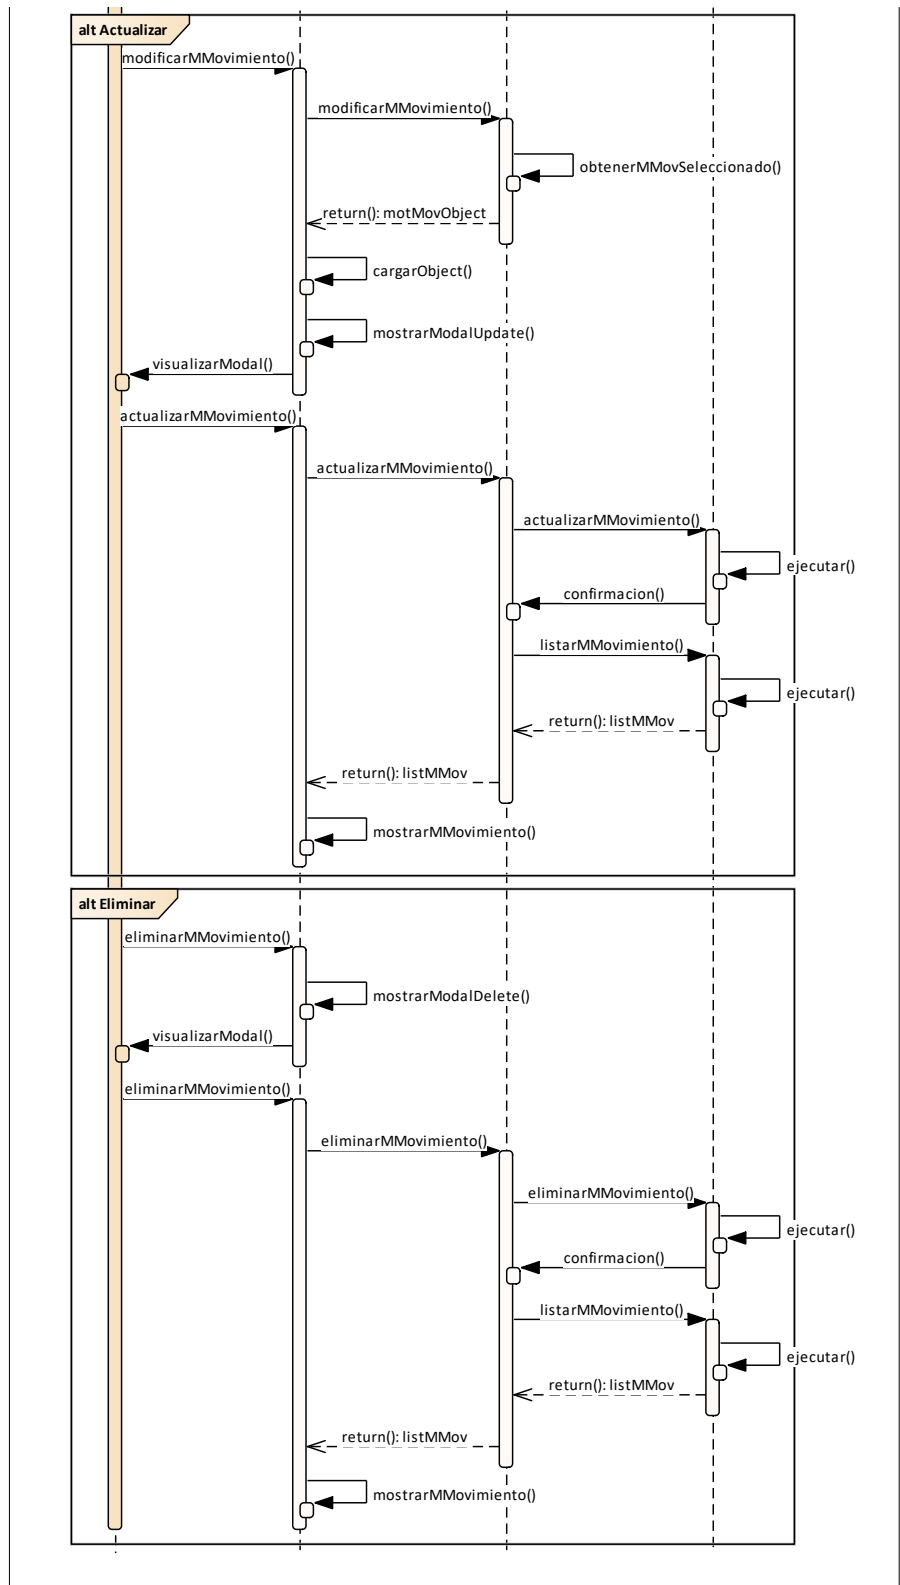 alt Actualizar
modificarMMovimiento()
modificarMMovimiento()
obtenerMMovSeleccionado()
return(): motMovObject
cargarObject()
mostrarModalUpdate()
visualizarModal()
actualizarMMovimiento()
actualizarMMovimiento()
actualizarMMovimiento()
ejecutar()
confirmacion()
listarMMovimiento()
ejecutar()
return(): listMMov
return(): listMMov
mostrarMMovimiento()
alt Eliminar
eliminarMMovimiento()
mostrarModalDelete()
visualizarModal()
eliminarMMovimiento()
eliminarMMovimiento()
eliminarMMovimiento()
ejecutar()
confirmacion()
listarMMovimiento()
ejecutar()
return(): listMMov
return(): listMMov
mostrarMMovimiento()